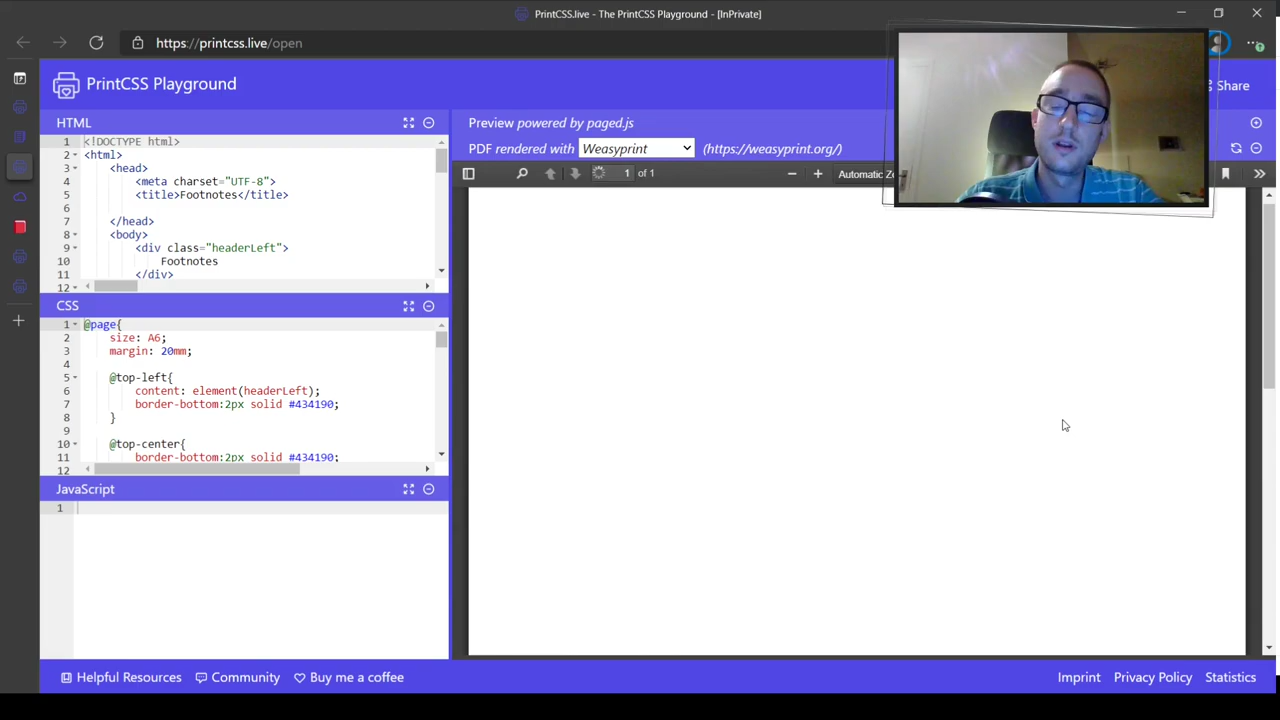 PrintCSS.live - The PrintCSS Playground - [InPrivate]
https://printcss.live/open
PrintCSS Playground
Share
HTML
1 <!DOCTYPE html>
2 <html>
3 <head>
4 <meta charset="UTF-8">
5 <title>Footnotes</title>
6
7 </head>
8 <body>
9 <div class="headerLeft">
10 Footnotes
11 </div>
12
CSS
1 @page{
2 size: A6;
3 margin: 20mm;
4
5 @top-left{
6 content: element(headerLeft);
7 border-bottom:2px solid #434190;
8 }
9
10 @top-center{
11 border-bottom:2px solid #434190;
12
JavaScript
1
Preview powered by paged.js
PDF rendered with Weasyprint (https://weasyprint.org/)
1 of 1
Automatic
Helpful Resources Community Buy me a coffee
Imprint Privacy Policy Statistics